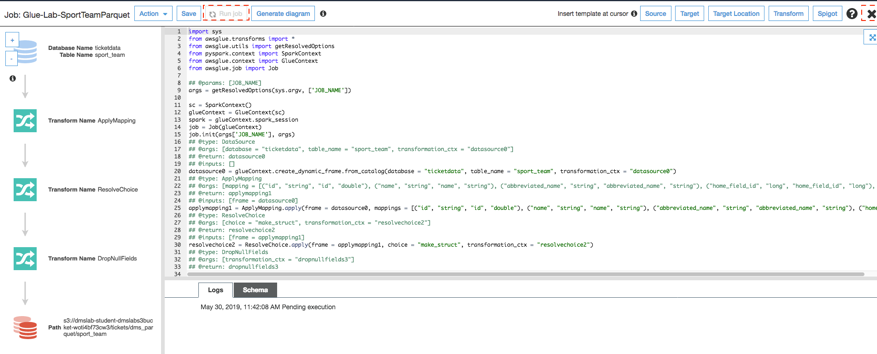 Job: Glue-Lab-SportTeamParquet
Action
Save
Run job
Generate diagram
Insert template at cursor
Source
Target
Target Location
Transform
Spigot
+
-
Database Name ticketdata
Table Name sport_team
Transform Name ApplyMapping
Transform Name ResolveChoice
Transform Name DropNullFields
s3://dmslab-student-dmslabs3buc
Path ket-woti4bf73ow3/tickets/dms_par
quet/sport_team
1 import sys
2 from awsglue.transforms import *
3 from awsglue.utils import getResolvedOptions
4 from pyspark.context import SparkContext
5 from awsglue.context import GlueContext
6 from awsglue.job import Job
7
8 ## @params: [JOB_NAME]
9 args = getResolvedOptions(sys.argv, ['JOB_NAME'])
10
11 sc = SparkContext()
12 glueContext = GlueContext(sc)
13 spark = glueContext.spark_session
14 job = Job(glueContext)
15 job.init(args['JOB_NAME'], args)
16 ## @type: DataSource
17 ## @args: [database = "ticketdata", table_name = "sport_team", transformation_ctx = "datasource0"]
18 ## @return: datasource0
19 ## @inputs: []
20 datasource0 = glueContext.create_dynamic_frame.from_catalog(database = "ticketdata", table_name = "sport_team", transformation_ctx = "datasource0")
21 ## @type: ApplyMapping
22 ## @args: [mapping = [("id", "string", "id", "double"), ("name", "string", "name", "string"), ("abbreviated_name", "string", "abbreviated_name", "string"), ("home_field_id", "long", "home_field_id", "long"),
23 ## @return: applymapping1
24 ## @inputs: [frame = datasource0]
25 applymapping1 = ApplyMapping.apply(frame = datasource0, mappings = [("id", "string", "id", "double"), ("name", "string", "name", "string"), ("abbreviated_name", "string", "abbreviated_name", "string"), ("home
26 ## @type: ResolveChoice
27 ## @args: [choice = "make_struct", transformation_ctx = "resolvechoice2"]
28 ## @return: resolvechoice2
29 ## @inputs: [frame = applymapping1]
30 resolvechoice2 = ResolveChoice.apply(frame = applymapping1, choice = "make_struct", transformation_ctx = "resolvechoice2")
31 ## @type: DropNullFields
32 ## @args: [transformation_ctx = "dropnullfields3"]
33 ## @return: dropnullfields3
34
Logs
Schema
May 30, 2019, 11:42:08 AM Pending execution